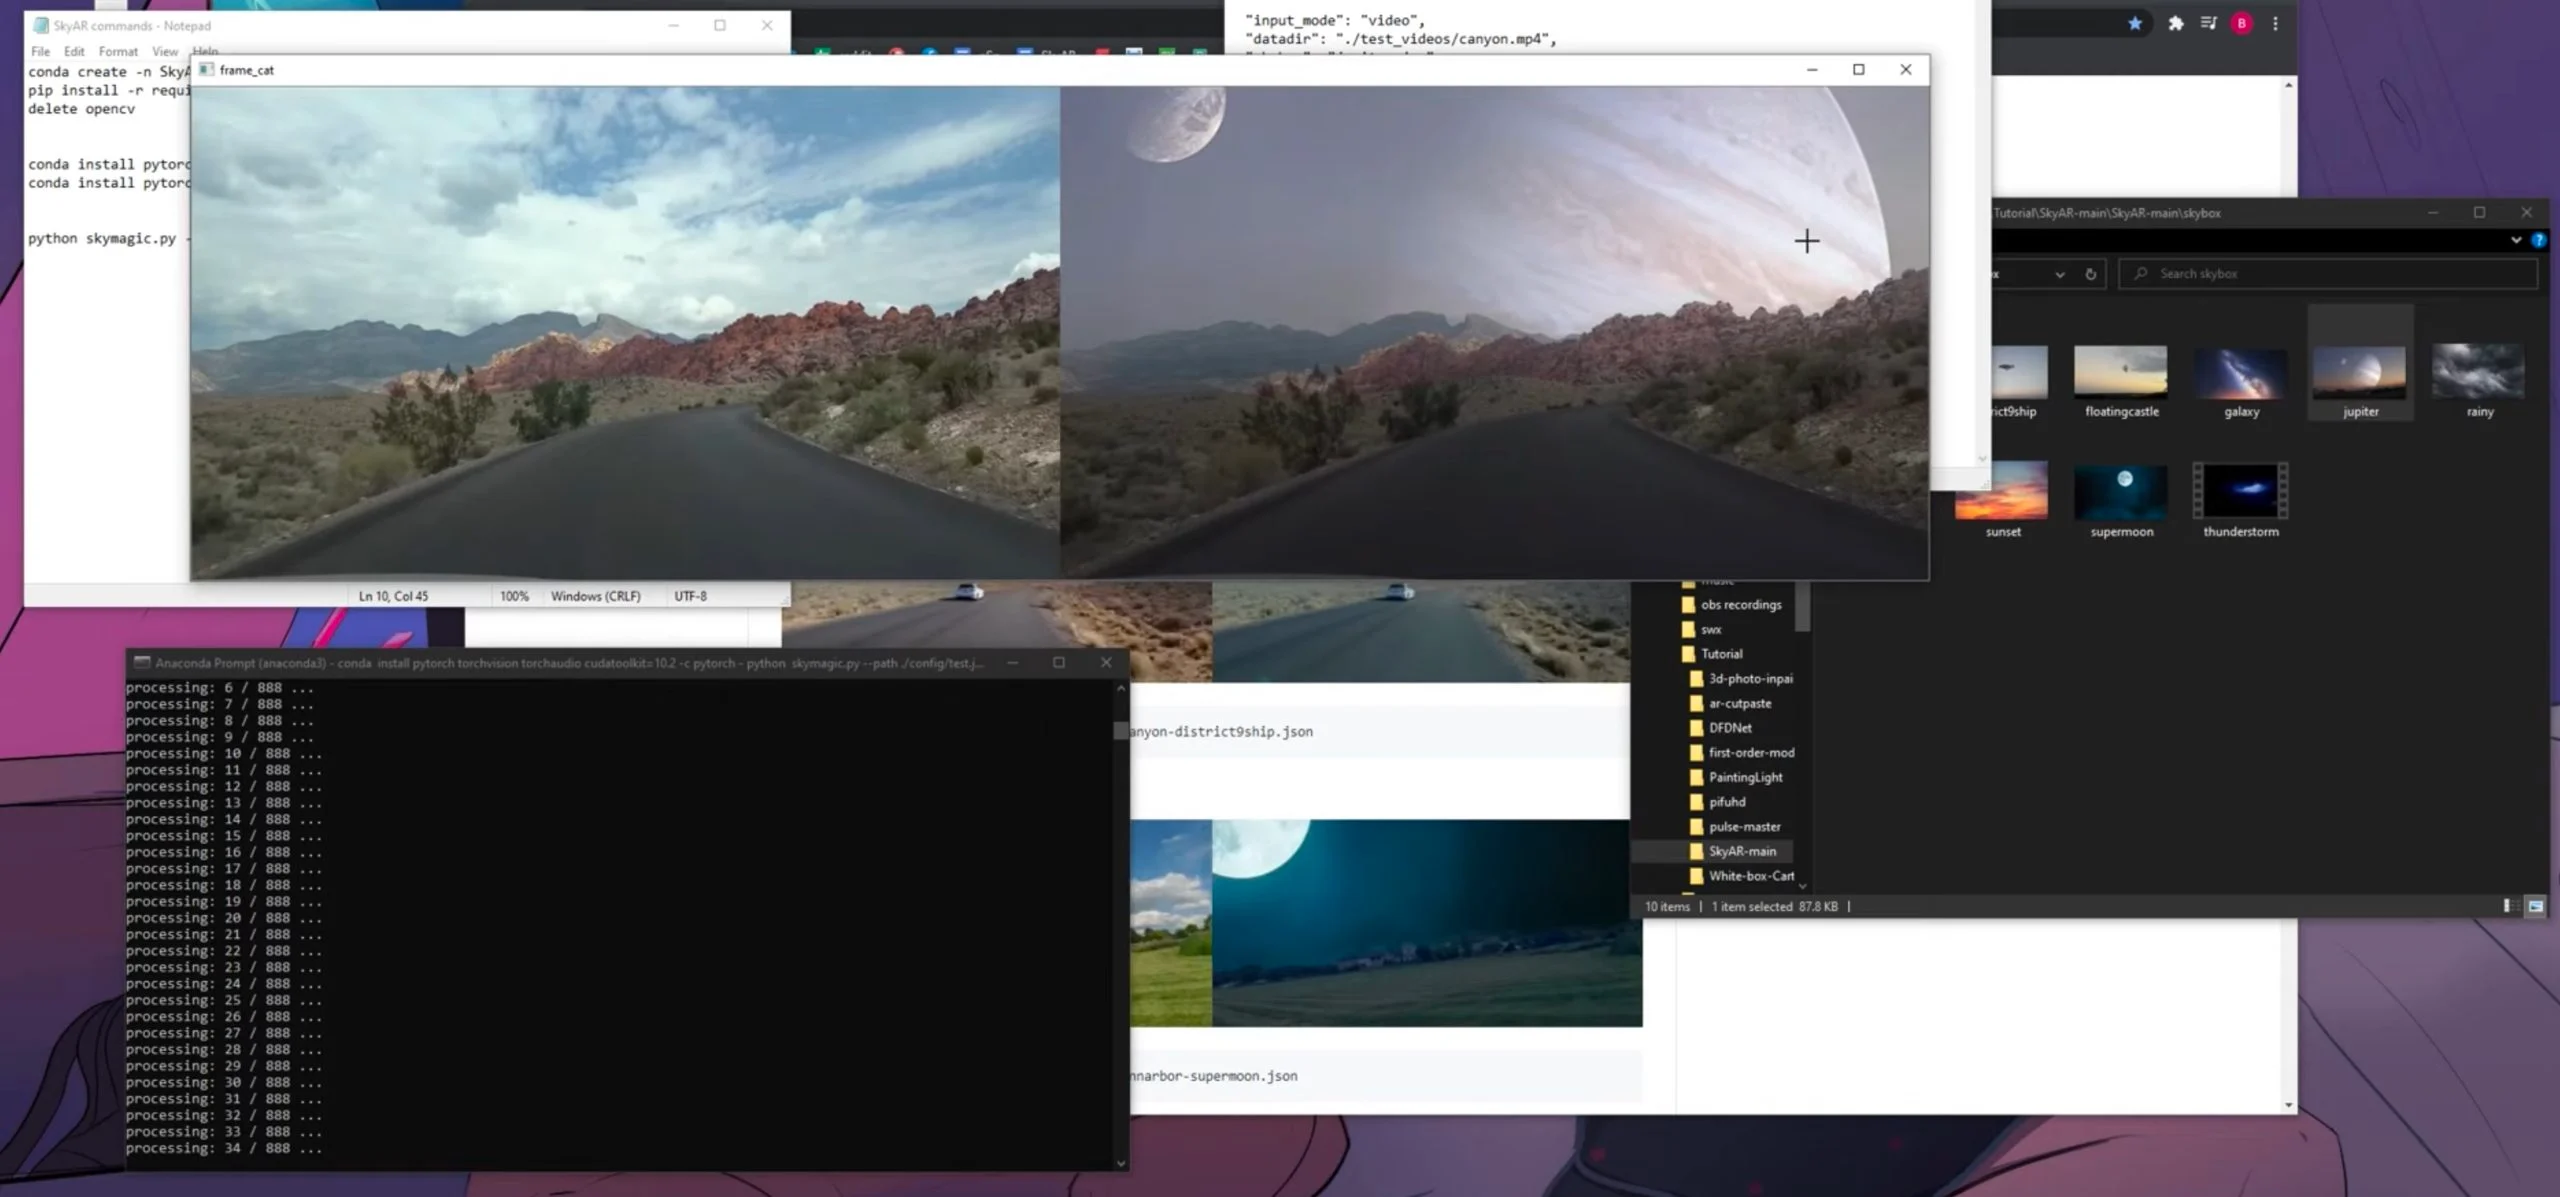 SkyAR commands - Notepad
File Edit Format View Help
conda create -n SkyA
pip install -r requi
delete opencv
conda install pytorc
conda install pytorc
python skymagic.py -
Ln 10, Col 45 100% Windows (CRLF) UTF-8
"input_mode": "video",
"datadir": "./test_videos/canyon.mp4",
B
frame_cat
Tutorial\SkyAR-main\SkyAR-main\skybox
Search skybox
rict9ship floatingcastle galaxy jupiter rainy
sunset supermoon thunderstorm
music
obs recordings
swx
Tutorial
3d-photo-inpai
ar-cutpaste
DFDNet
first-order-mod
PaintingLight
pifuhd
pulse-master
SkyAR-main
White-box-Cart
10 items | 1 item selected 87.8 KB |
anyon-district9ship.json
nnarbor-supermoon.json
Anaconda Prompt (anaconda3) - conda install pytorch torchvision torchaudio cudatoolkit=10.2 -c pytorch - python skymagic.py --path ./config/test.j...
processing: 6 / 888 ...
processing: 7 / 888 ...
processing: 8 / 888 ...
processing: 9 / 888 ...
processing: 10 / 888 ...
processing: 11 / 888 ...
processing: 12 / 888 ...
processing: 13 / 888 ...
processing: 14 / 888 ...
processing: 15 / 888 ...
processing: 16 / 888 ...
processing: 17 / 888 ...
processing: 18 / 888 ...
processing: 19 / 888 ...
processing: 20 / 888 ...
processing: 21 / 888 ...
processing: 22 / 888 ...
processing: 23 / 888 ...
processing: 24 / 888 ...
processing: 25 / 888 ...
processing: 26 / 888 ...
processing: 27 / 888 ...
processing: 28 / 888 ...
processing: 29 / 888 ...
processing: 30 / 888 ...
processing: 31 / 888 ...
processing: 32 / 888 ...
processing: 33 / 888 ...
processing: 34 / 888 ...